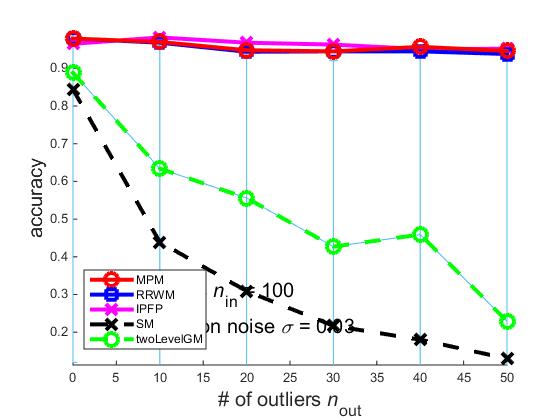 0.9
0.8
0.7
0.6
0.5
0.4
0.3
0.2
accuracy
n_in = 100
on noise σ = 0.03
MPM
RRWM
IPFP
SM
twoLevelGM
0 5 10 15 20 25 30 35 40 45 50
# of outliers n_out